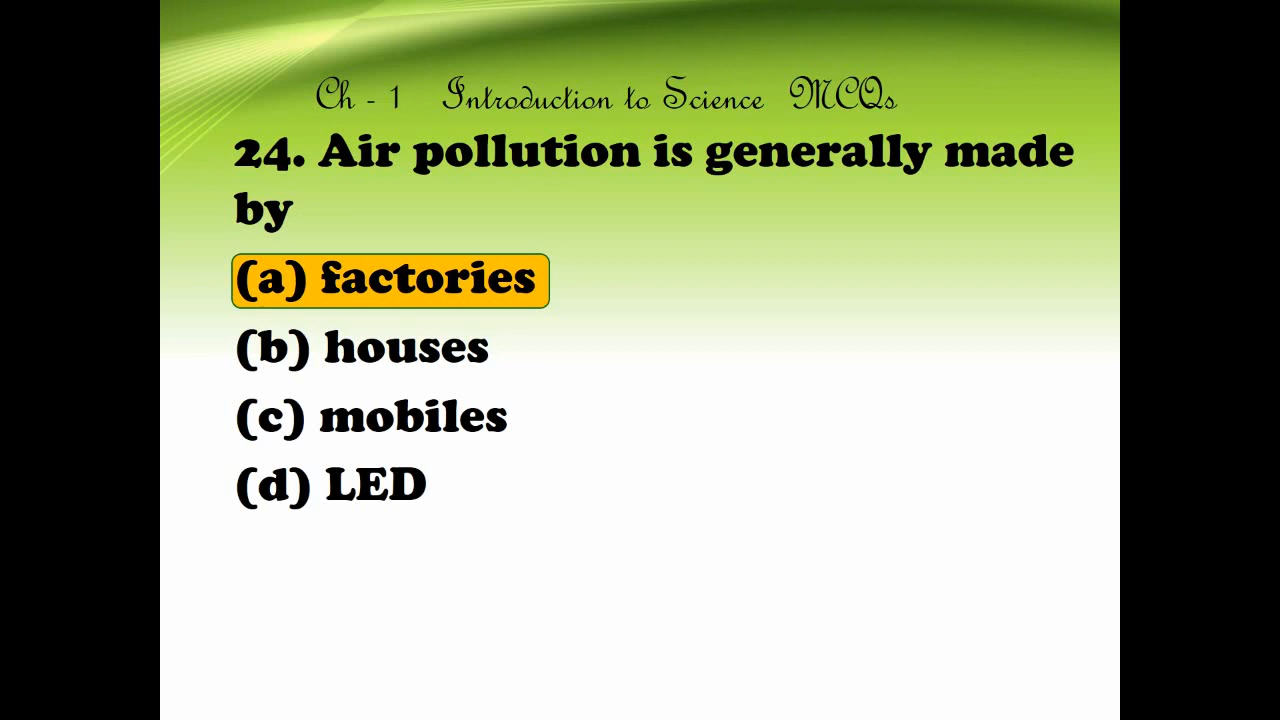 Ch - 1 Introduction to Science MCQs
24. Air pollution is generally made
by
(a) factories
(b) houses
(c) mobiles
(d) LED